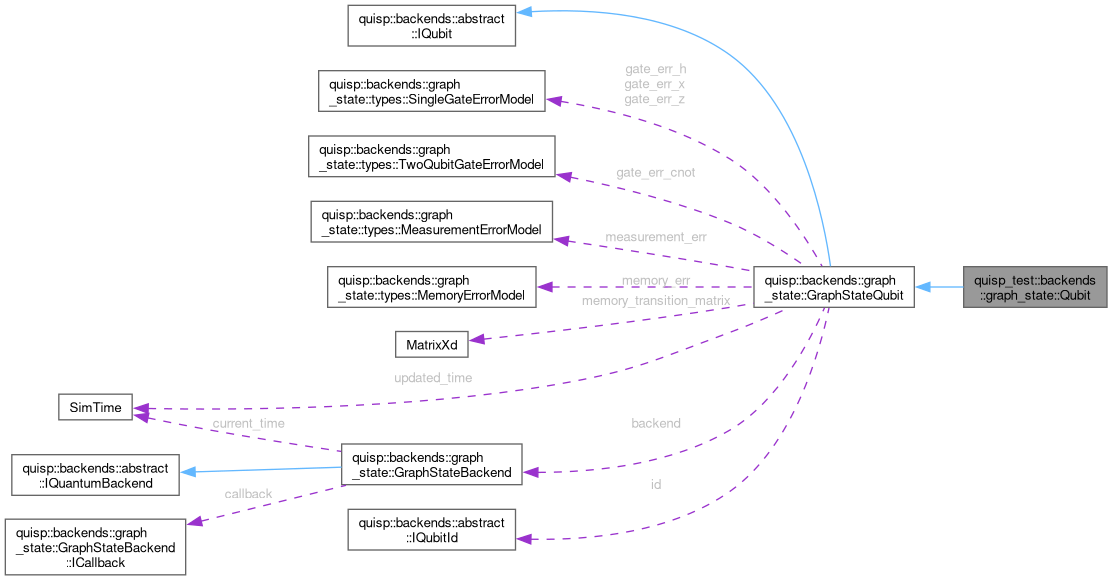 quisp::backends::abstract
::IQubit
quisp::backends::graph
_state::types::SingleGateErrorModel
gate_err_h
gate_err_x
gate_err_z
quisp::backends::graph
_state::types::TwoQubitGateErrorModel
gate_err_cnot
quisp::backends::graph
_state::types::MeasurementErrorModel
measurement_err
quisp::backends::graph
_state::types::MemoryErrorModel
memory_err
memory_transition_matrix
quisp::backends::graph
_state::GraphStateQubit
quisp_test::backends
::graph_state::Qubit
MatrixXd
updated_time
SimTime
current_time
backend
quisp::backends::graph
_state::GraphStateBackend
quisp::backends::abstract
::IQuantumBackend
callback
id
quisp::backends::abstract
::IQubitId
quisp::backends::graph
_state::GraphStateBackend
::ICallback